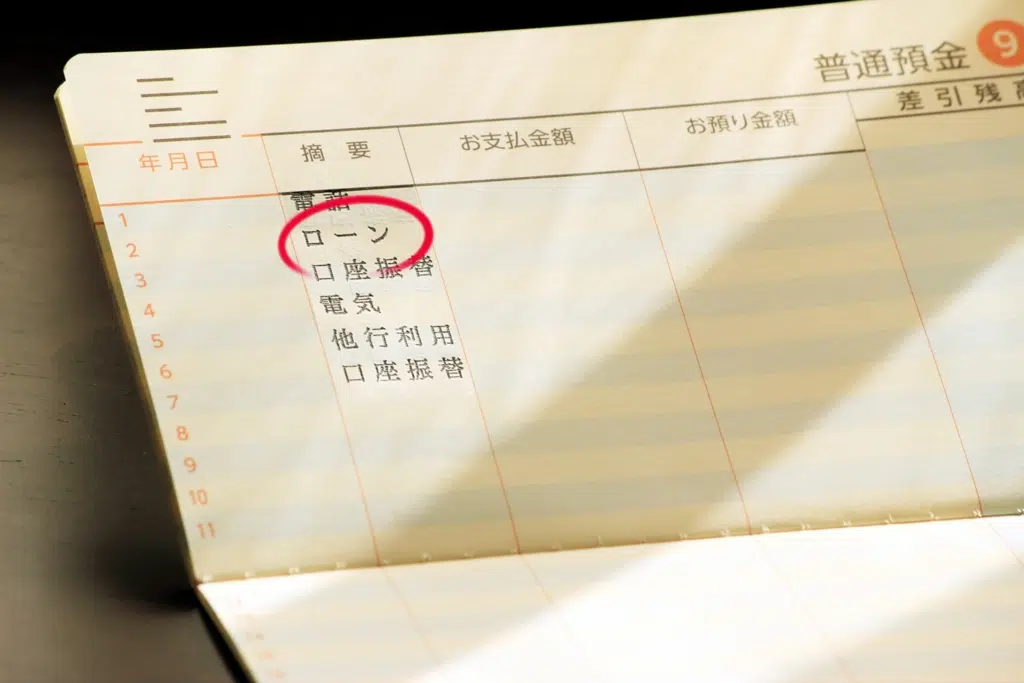 普通預金 9
年月日 摘要 お支払金額 お預り金額 差引残高
1 電話
2 ローン
3 口座振替
4 電気
5 他行利用
6 口座振替
7
8
9
10
11